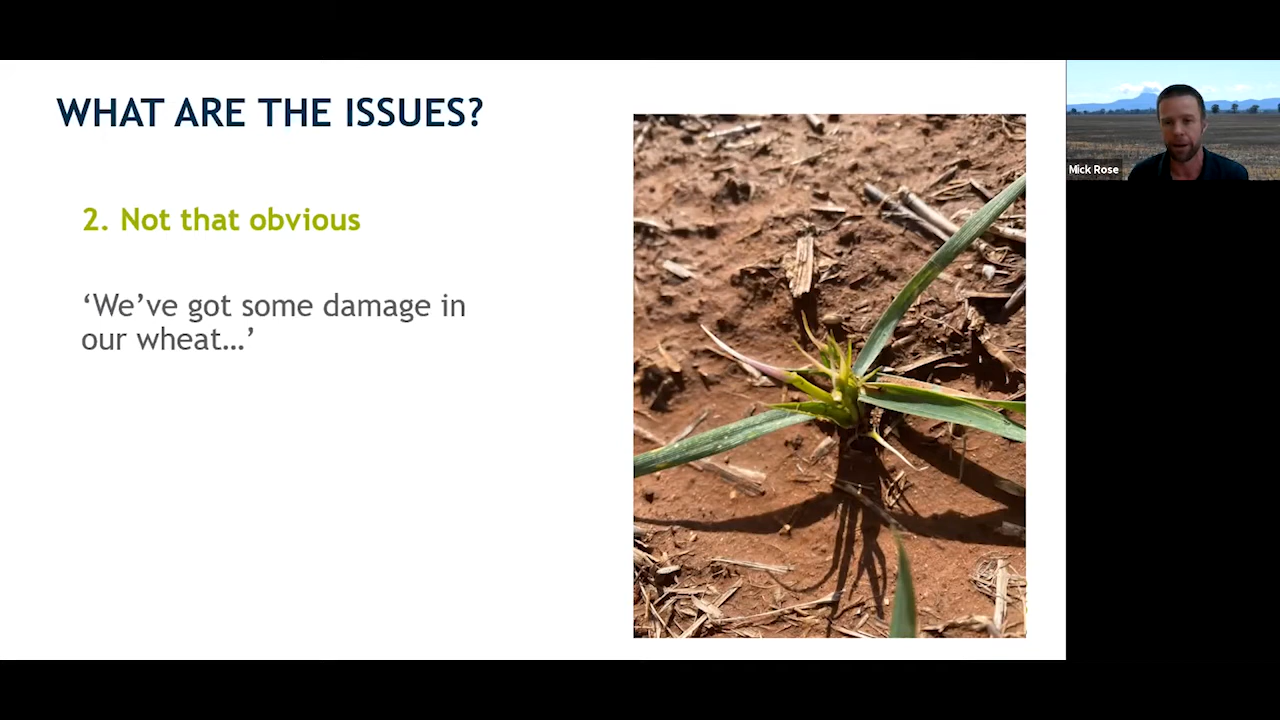 WHAT ARE THE ISSUES?
2. Not that obvious
‘We’ve got some damage in
our wheat…’
Mick Rose